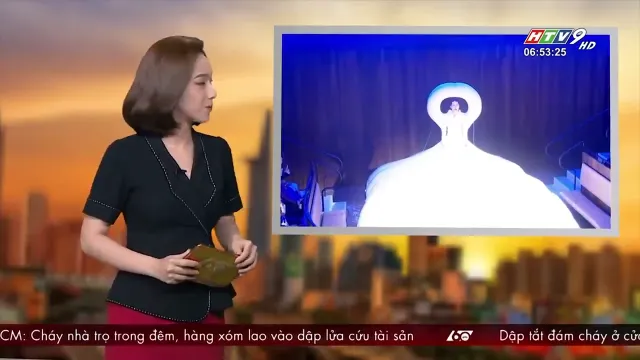 HTV9 HD
06:53:25
CM: Cháy nhà trọ trong đêm, hàng xóm lao vào dập lửa cứu tài sản
Dập tắt đám cháy ở cử